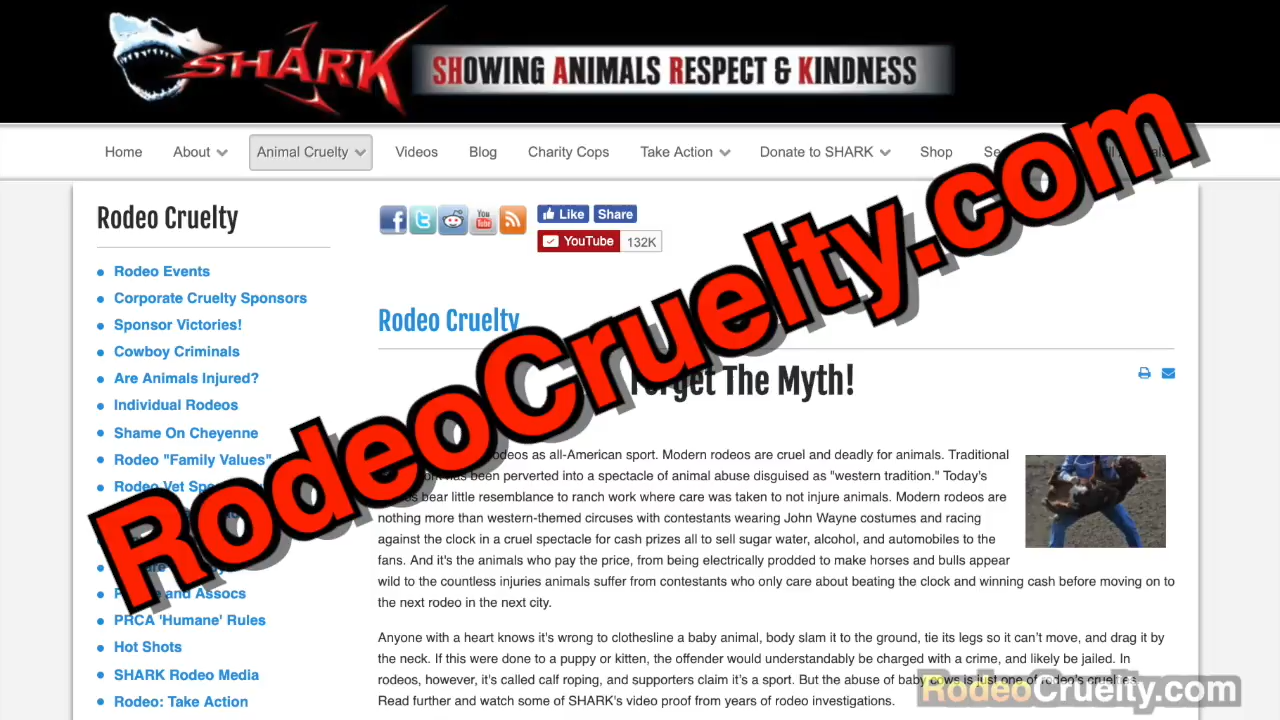 SHARK
SHOWING ANIMALS RESPECT & KINDNESS
Home About Animal Cruelty Videos Blog Charity Cops Take Action Donate to SHARK Shop
Rodeo Cruelty
Rodeo Events
Corporate Cruelty Sponsors
Sponsor Victories!
Cowboy Criminals
Are Animals Injured?
Individual Rodeos
Shame On Cheyenne
Rodeo "Family Values"
Rodeo Vet
and Assocs
PRCA 'Humane' Rules
Hot Shots
SHARK Rodeo Media
Rodeo: Take Action
Like Share
YouTube 132K
RodeoCruelty.com
Rodeo Cruelty
Forget The Myth!
as all-American sport. Modern rodeos are cruel and deadly for animals. Traditional
been perverted into a spectacle of animal abuse disguised as "western tradition." Today's
bear little resemblance to ranch work where care was taken to not injure animals. Modern rodeos are
nothing more than western-themed circuses with contestants wearing John Wayne costumes and racing
against the clock in a cruel spectacle for cash prizes all to sell sugar water, alcohol, and automobiles to the
fans. And it's the animals who pay the price, from being electrically prodded to make horses and bulls appear
wild to the countless injuries animals suffer from contestants who only care about beating the clock and winning cash before moving on to
the next rodeo in the next city.
Anyone with a heart knows it's wrong to clothesline a baby animal, body slam it to the ground, tie its legs so it can't move, and drag it by
the neck. If this were done to a puppy or kitten, the offender would understandably be charged with a crime, and likely be jailed. In
rodeos, however, it's called calf roping, and supporters claim it's a sport. But the abuse of baby cows is just one of rodeo's cruelties.
Read further and watch some of SHARK's video proof from years of rodeo investigations.
RodeoCruelty.com